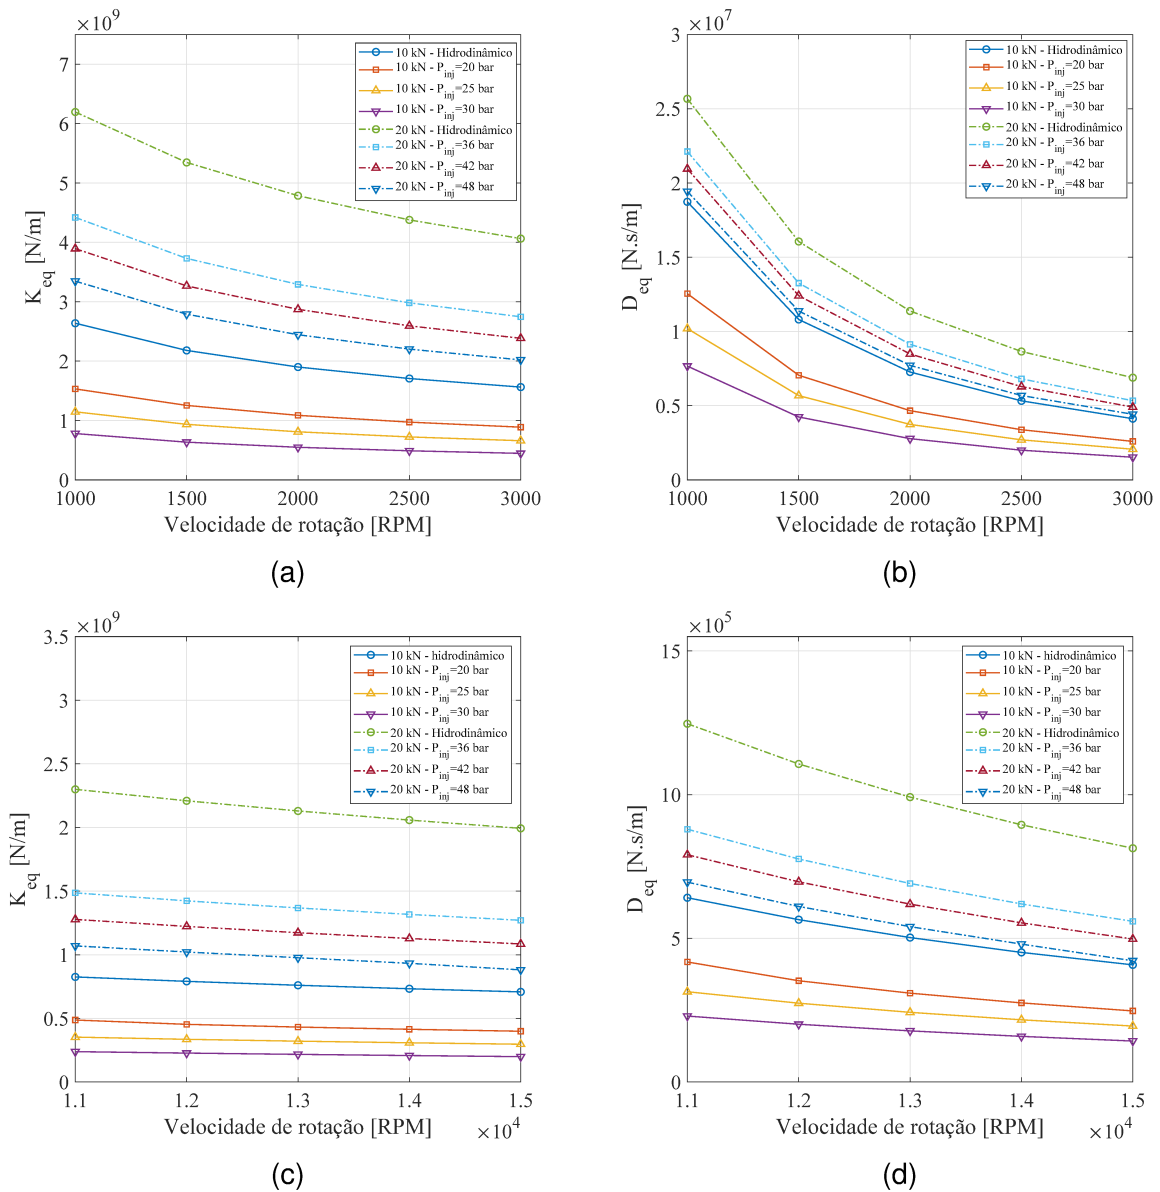 ×10⁹
7
6
5
4
3
2
1
0
K_eq [N/m]
10 kN - Hidrodinâmico
10 kN - P_inj=20 bar
10 kN - P_inj=25 bar
10 kN - P_inj=30 bar
20 kN - Hidrodinâmico
20 kN - P_inj=36 bar
20 kN - P_inj=42 bar
20 kN - P_inj=48 bar
1000 1500 2000 2500 3000
Velocidade de rotação [RPM]
(a)
×10⁷
3
2.5
2
1.5
1
0.5
0
D_eq [N.s/m]
10 kN - Hidrodinâmico
10 kN - P_inj=20 bar
10 kN - P_inj=25 bar
10 kN - P_inj=30 bar
20 kN - Hidrodinâmico
20 kN - P_inj=36 bar
20 kN - P_inj=42 bar
20 kN - P_inj=48 bar
1000 1500 2000 2500 3000
Velocidade de rotação [RPM]
(b)
×10⁹
3.5
3
2.5
2
1.5
1
0.5
0
K_eq [N/m]
10 kN - hidrodinâmico
10 kN - P_inj=20 bar
10 kN - P_inj=25 bar
10 kN - P_inj=30 bar
20 kN - Hidrodinâmico
20 kN - P_inj=36 bar
20 kN - P_inj=42 bar
20 kN - P_inj=48 bar
1.1 1.2 1.3 1.4 1.5
Velocidade de rotação [RPM] ×10⁴
(c)
×10⁵
15
10
5
0
D_eq [N.s/m]
10 kN - hidrodinâmico
10 kN - P_inj=20 bar
10 kN - P_inj=25 bar
10 kN - P_inj=30 bar
20 kN - Hidrodinâmico
20 kN - P_inj=36 bar
20 kN - P_inj=42 bar
20 kN - P_inj=48 bar
1.1 1.2 1.3 1.4 1.5
Velocidade de rotação [RPM] ×10⁴
(d)